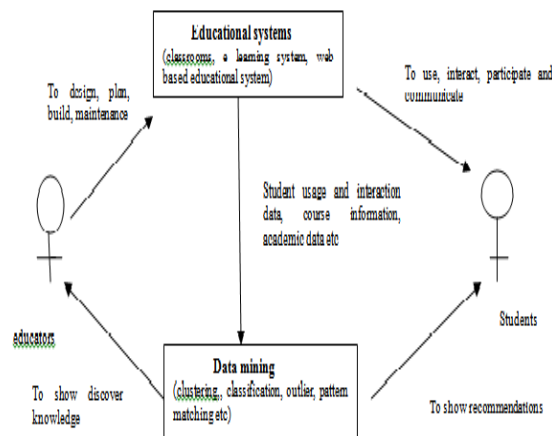 Educational systems
(classrooms, e learning system, web
based educational system)
To design, plan,
build, maintenance
To use, interact, participate and
communicate
Student usage and interaction
data, course information,
academic data etc
educators
Students
Data mining
(clustering,, classification, outlier, pattern
matching etc)
To show discover
knowledge
To show recommendations